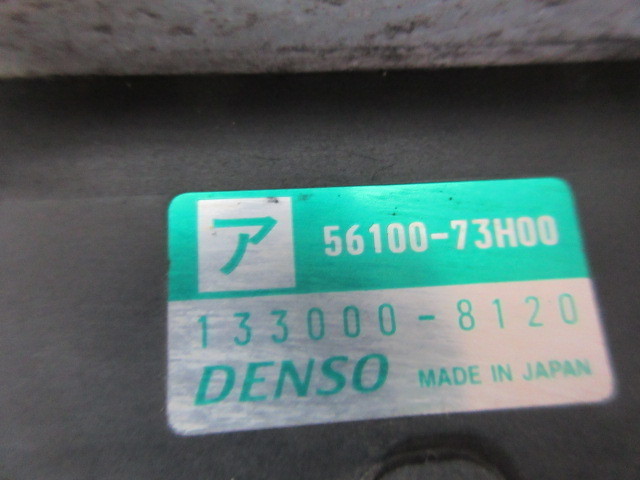 ア 56100-73H00
133000-8120
DENSO MADE IN JAPAN